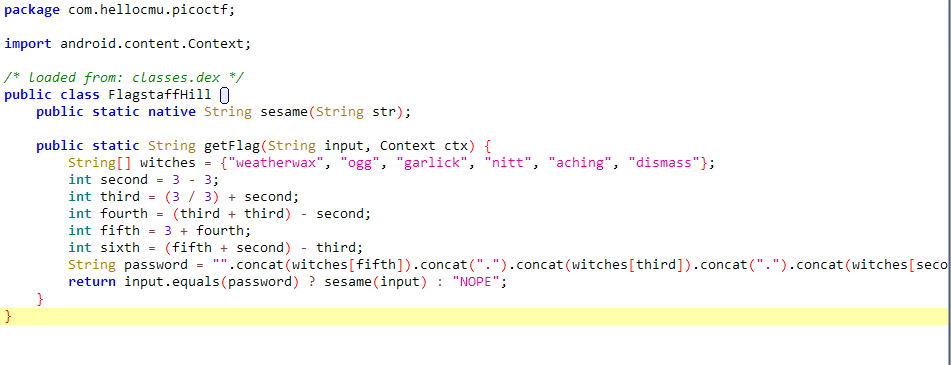 package com.hellocmu.picoctf;
import android.content.Context;
/* loaded from: classes.dex */
public class FlagstaffHill {
public static native String sesame(String str);
public static String getFlag(String input, Context ctx) {
String[] witches = {"weatherwax", "ogg", "garlick", "nitt", "aching", "dismass"};
int second = 3 - 3;
int third = (3 / 3) + second;
int fourth = (third + third) - second;
int fifth = 3 + fourth;
int sixth = (fifth + second) - third;
String password = "".concat(witches[fifth]).concat(".").concat(witches[third]).concat(".").concat(witches[seco
return input.equals(password) ? sesame(input) : "NOPE";
}
}